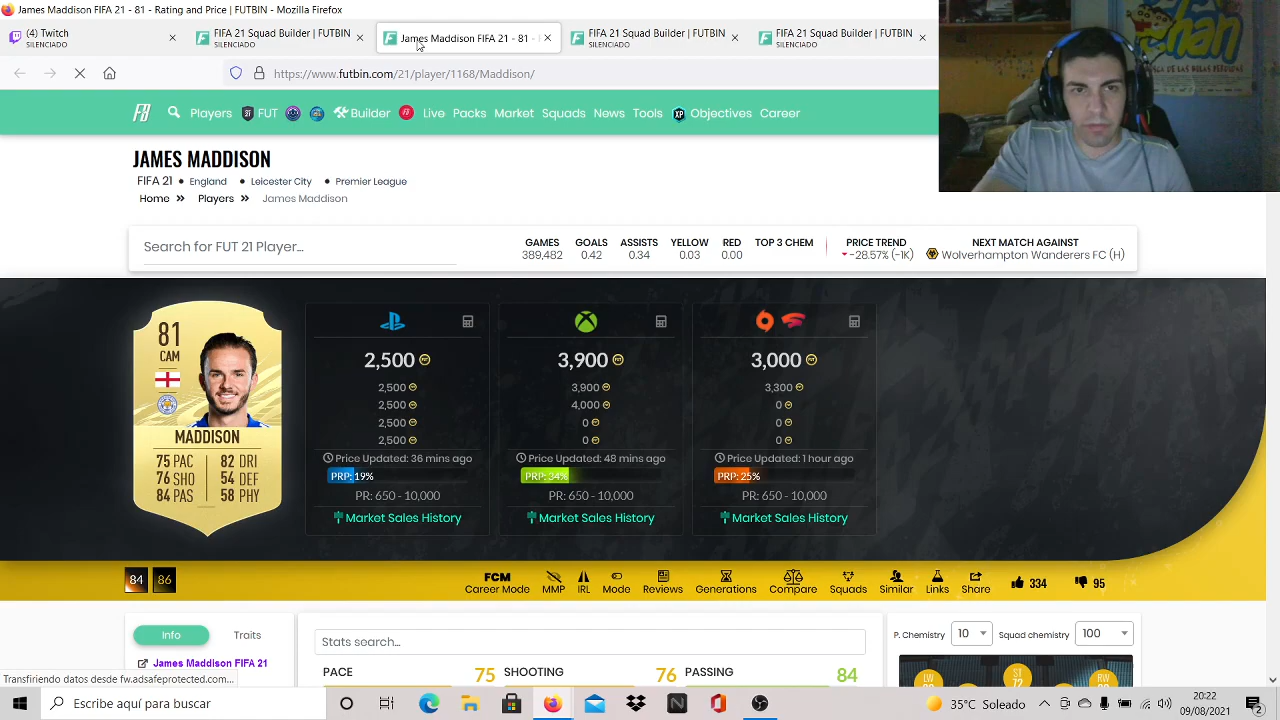 James Maddison FIFA 21 - 81 - Rating and Price | FUTBIN - Mozilla Firefox
(4) Twitch
SILENCIADO
FIFA 21 Squad Builder | FUTBIN
SILENCIADO
James Maddison FIFA 21 - 81 -
FIFA 21 Squad Builder | FUTBIN
SILENCIADO
FIFA 21 Squad Builder | FUTBIN
SILENCIADO
Players
FUT
Builder
Live
Packs
Market
Squads
News
Tools
XP
Objectives
Career
JAMES MADDISON
FIFA 21 • England • Leicester City • Premier League
Home » Players » James Maddison
Search for FUT 21 Player...
GAMES GOALS ASSISTS YELLOW RED TOP 3 CHEM PRICE TREND NEXT MATCH AGAINST
389,482 0.42 0.34 0.03 0.00 -28.57% (-1K) Wolverhampton Wanderers FC (H)
81
CAM
MADDISON
75 PAC 82 DRI
76 SHO 54 DEF
84 PAS 58 PHY
2,500
2,500
2,500
2,500
2,500
Price Updated: 36 mins ago
PRP: 19%
PR: 650 - 10,000
Market Sales History
3,900
3,900
4,000
0
0
Price Updated: 48 mins ago
PRP: 34%
PR: 650 - 10,000
Market Sales History
3,000
3,300
0
0
0
Price Updated: 1 hour ago
PRP: 25%
PR: 650 - 10,000
Market Sales History
84 86
FCM
Career Mode MMP IRL Mode Reviews Generations Compare Squads Similar Links Share 334 95
Info Traits
James Maddison FIFA 21
Stats search...
PACE 75 SHOOTING 76 PASSING 84
P. Chemistry 10 Squad chemistry 100
LW
ST
72
RW
Transfiriendo datos desde fw.adsafeprotected.com...
Escribe aquí para buscar
35°C Soleado
20:22
09/08/2021
2